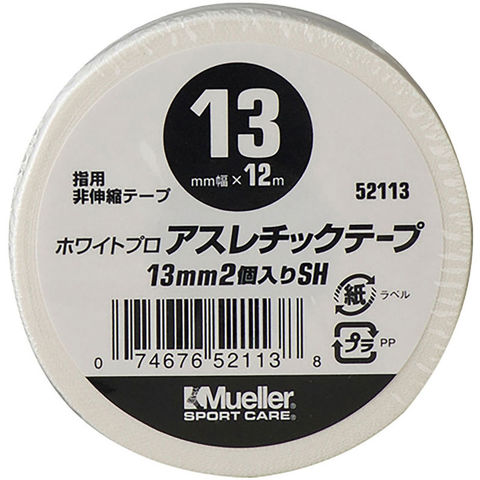 13
mm幅×12m
指用
非伸縮テープ
52113
ホワイトプロ アスレチックテープ
13mm2個入りSH
紙 ラベル
プラ PP
0 74676 52113 8
Mueller®
SPORT CARE®